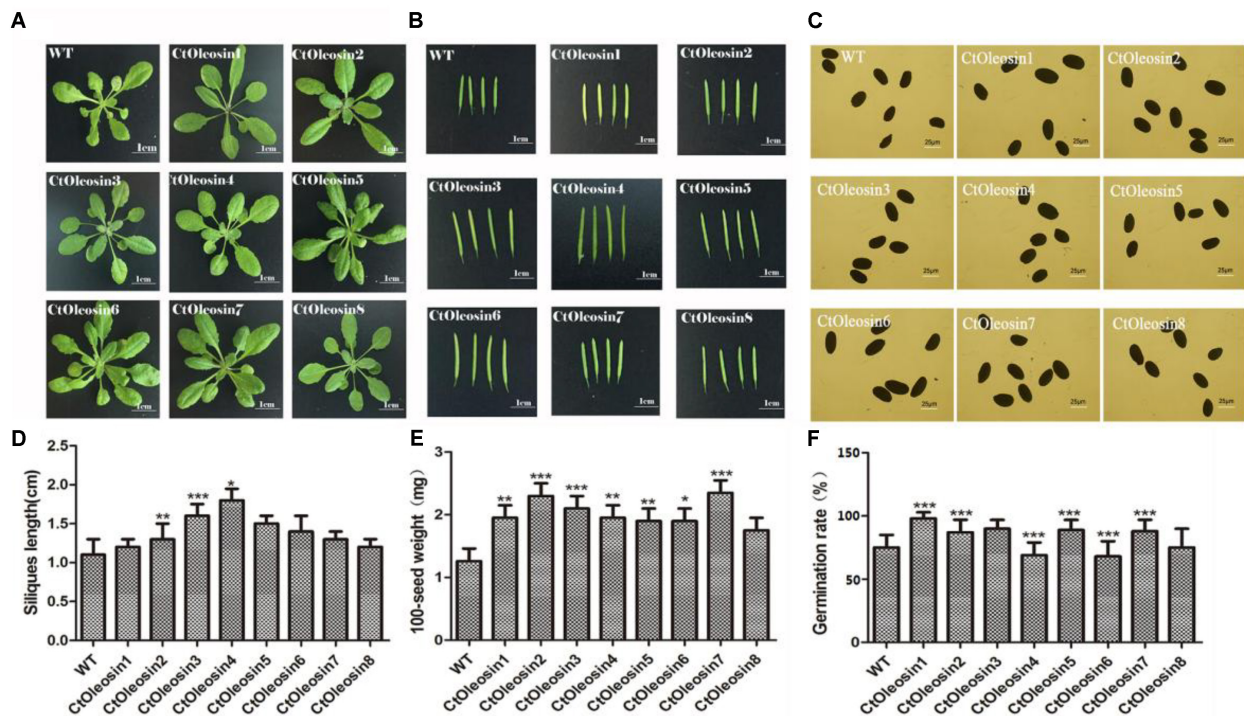 A
B
C
WT
CtOleosin1
CtOleosin2
1cm
1cm
1cm
CtOleosin3
CtOleosin4
CtOleosin5
1cm
1cm
1cm
CtOleosin6
CtOleosin7
CtOleosin8
1cm
1cm
1cm
WT
CtOleosin1
CtOleosin2
1cm
1cm
1cm
CtOleosin3
CtOleosin4
CtOleosin5
1cm
1cm
1cm
CtOleosin6
CtOleosin7
CtOleosin8
1cm
1cm
1cm
WT
CtOleosin1
CtOleosin2
25μm
25μm
25μm
CtOleosin3
CtOleosin4
CtOleosin5
25μm
25μm
25μm
CtOleosin6
CtOleosin7
CtOleosin8
25μm
25μm
25μm
D
Siliques length(cm)
2.5
2.0
1.5
1.0
0.5
0.0
** *** *
WT CtOleosin1 CtOleosin2 CtOleosin3 CtOleosin4 CtOleosin5 CtOleosin6 CtOleosin7 CtOleosin8
E
100-seed weight (mg)
3
2
1
0
** *** *** ** ** * ***
WT CtOleosin1 CtOleosin2 CtOleosin3 CtOleosin4 CtOleosin5 CtOleosin6 CtOleosin7 CtOleosin8
F
Germination rate (%)
150
100
50
0
*** *** *** *** *** ***
WT CtOleosin1 CtOleosin2 CtOleosin3 CtOleosin4 CtOleosin5 CtOleosin6 CtOleosin7 CtOleosin8